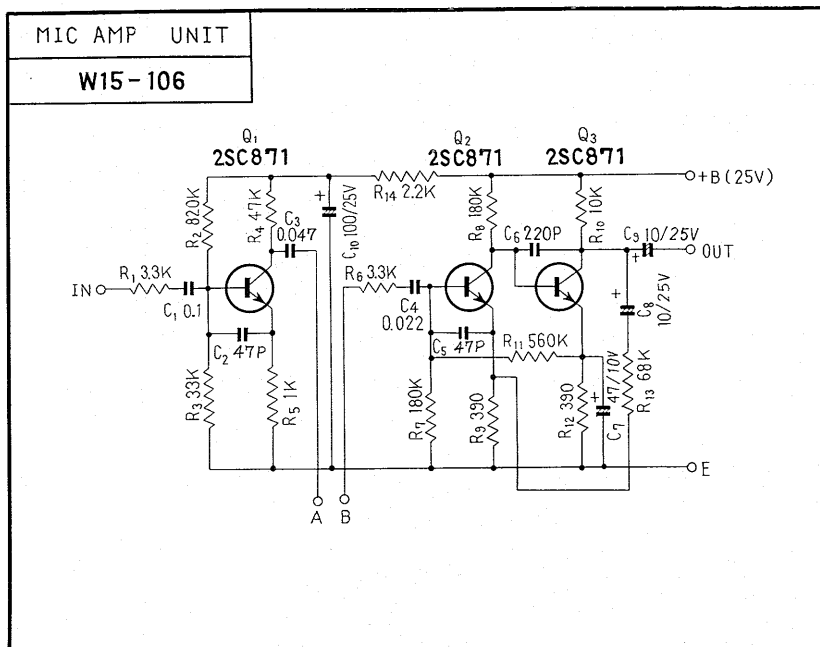 MIC AMP UNIT
W15-106
Q1
2SC871
Q2
2SC871
Q3
2SC871
+B (25V)
R14 2.2K
R2 820K
R4 47K
C3
0.047
C10 100/25V
R8 180K
C6 220P
R10 10K
C9 10/25V
OUT
IN
R1 3.3K
C1 0.1
R6 3.3K
C4
0.022
C8
10/25V
C2 47P
C5 47P
R11 560K
R3 33K
R5 1K
R7 180K
R9 390
R12 390
C7
47/10V
R13 68K
E
A
B
+
+
+
+